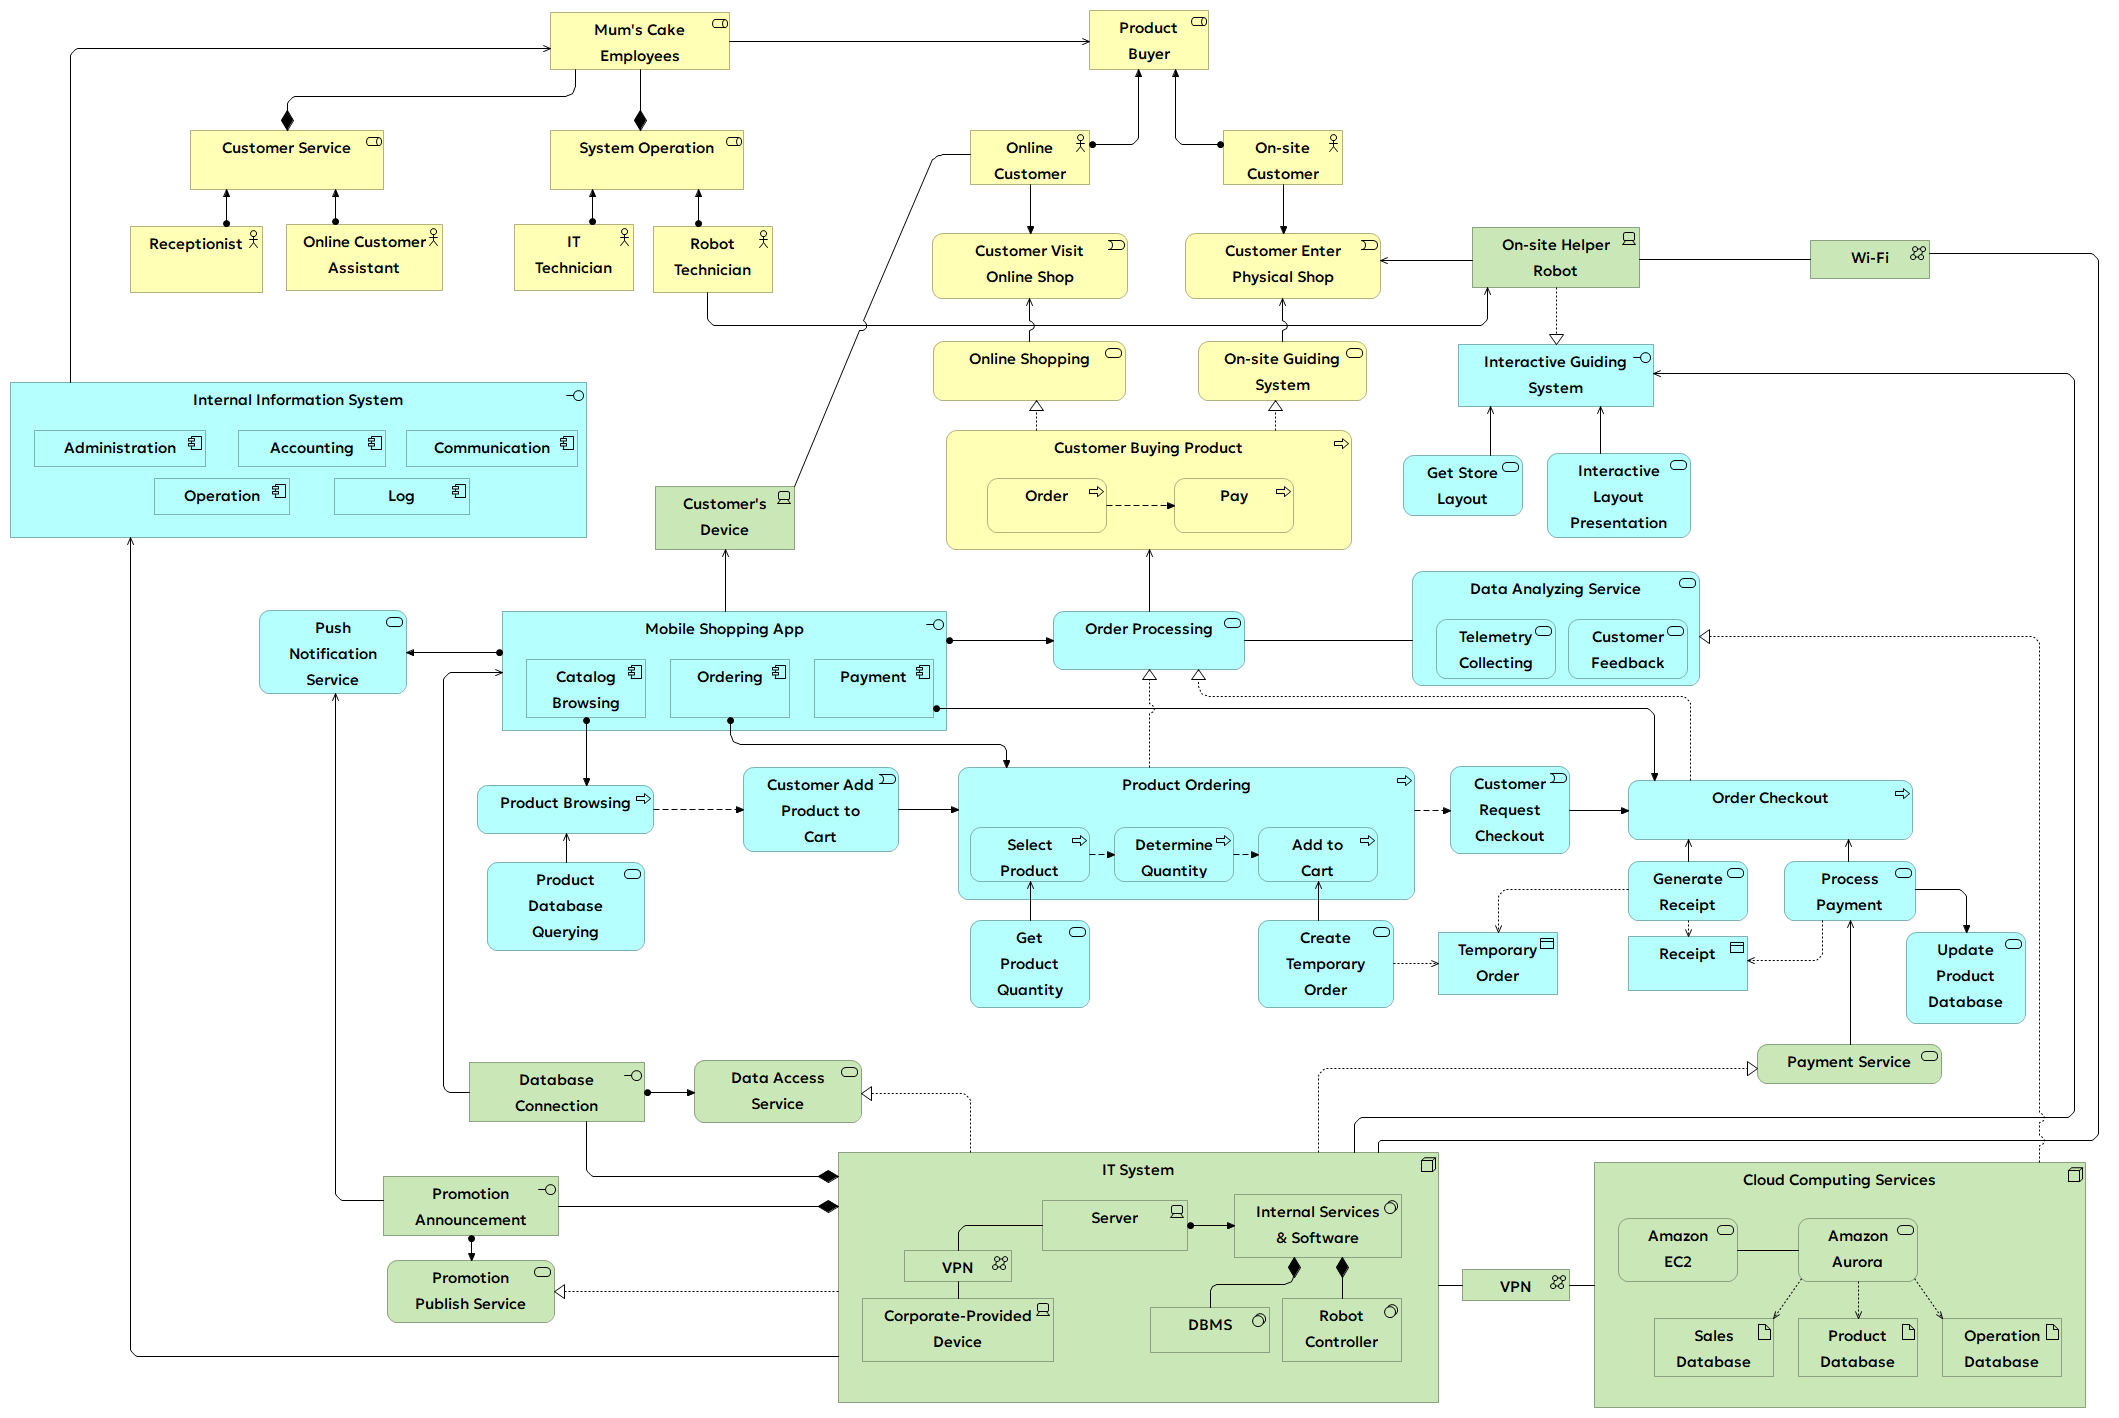 Mum's Cake
Employees
Product
Buyer
Customer Service
System Operation
Online
Customer
On-site
Customer
Receptionist
Online Customer
Assistant
IT
Technician
Robot
Technician
Customer Visit
Online Shop
Customer Enter
Physical Shop
On-site Helper
Robot
Wi-Fi
Online Shopping
On-site Guiding
System
Interactive Guiding
System
Internal Information System
Administration
Accounting
Communication
Operation
Log
Customer Buying Product
Order
Pay
Get Store
Layout
Interactive
Layout
Presentation
Customer's
Device
Data Analyzing Service
Telemetry
Collecting
Customer
Feedback
Push
Notification
Service
Mobile Shopping App
Catalog
Browsing
Ordering
Payment
Order Processing
Product Browsing
Customer Add
Product to
Cart
Product Ordering
Select
Product
Determine
Quantity
Add to
Cart
Customer
Request
Checkout
Order Checkout
Product
Database
Querying
Get
Product
Quantity
Create
Temporary
Order
Temporary
Order
Generate
Receipt
Receipt
Process
Payment
Update
Product
Database
Database
Connection
Data Access
Service
Payment Service
Promotion
Announcement
Promotion
Publish Service
IT System
Server
Internal Services
& Software
VPN
Corporate-Provided
Device
DBMS
Robot
Controller
VPN
Cloud Computing Services
Amazon
EC2
Amazon
Aurora
Sales
Database
Product
Database
Operation
Database